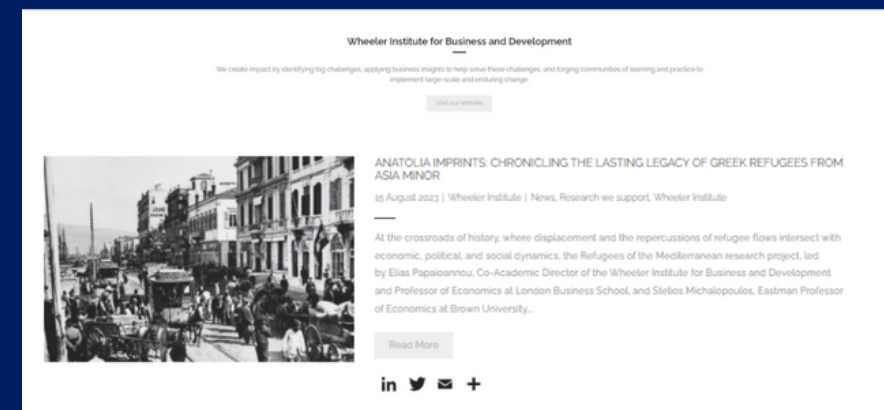 Wheeler Institute for Business and Development
We create impact by identifying big challenges, applying business insights to help solve these challenges, and forging communities of learning and practice to
implement large-scale and enduring change.
Visit our website
ANATOLIA IMPRINTS: CHRONICLING THE LASTING LEGACY OF GREEK REFUGEES FROM
ASIA MINOR
15 August 2023 | Wheeler Institute | News, Research we support, Wheeler Institute
At the crossroads of history, where displacement and the repercussions of refugee flows intersect with
economic, political, and social dynamics, the Refugees of the Mediterranean research project, led
by Elias Papaioannou, Co-Academic Director of the Wheeler Institute for Business and Development
and Professor of Economics at London Business School, and Stelios Michalopoulos, Eastman Professor
of Economics at Brown University,...
Read More